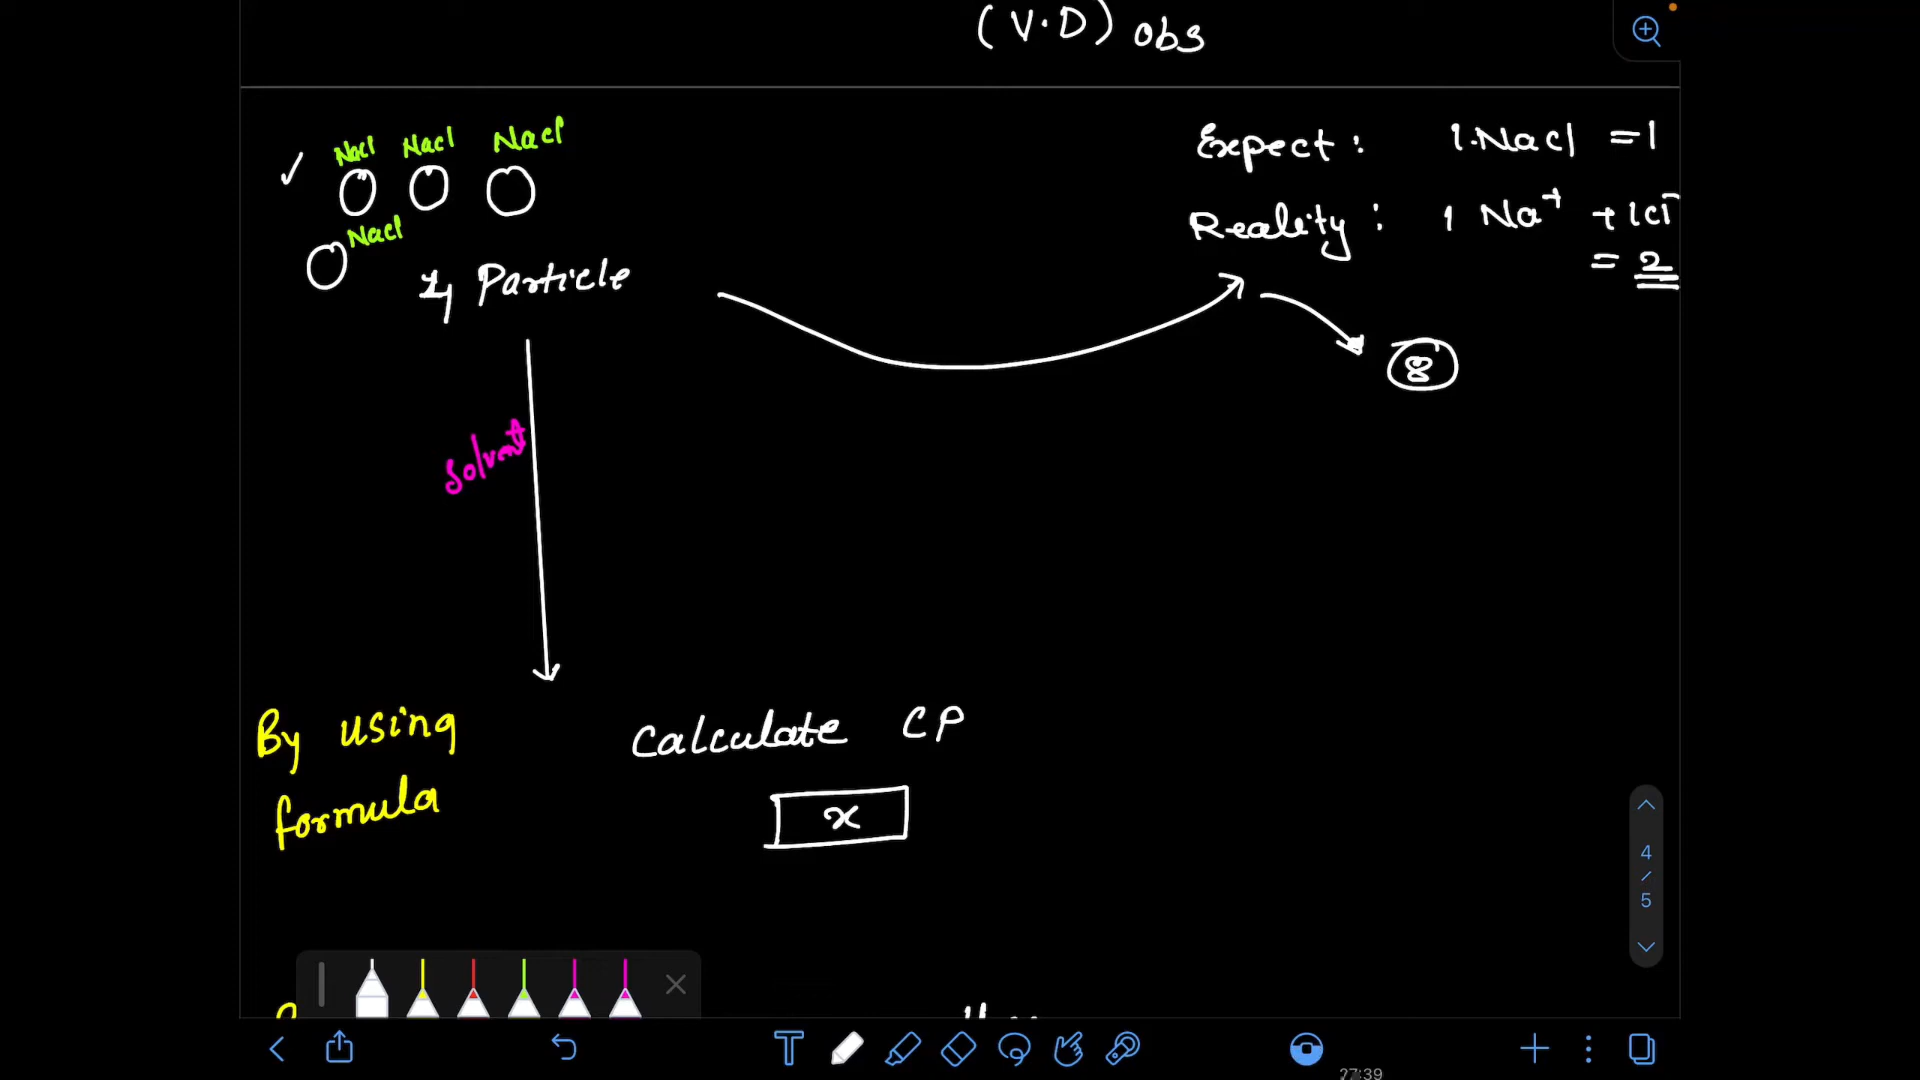 (V.D) obs
Nacl Nacl Nacl
Nacl
4 Particle
Expect : 1.Nacl = 1
Reality : 1 Na⁺ + 1Cl⁻
= 2
8
Solvent
By using
formula
Calculate CP
x
4
/
5
27:39